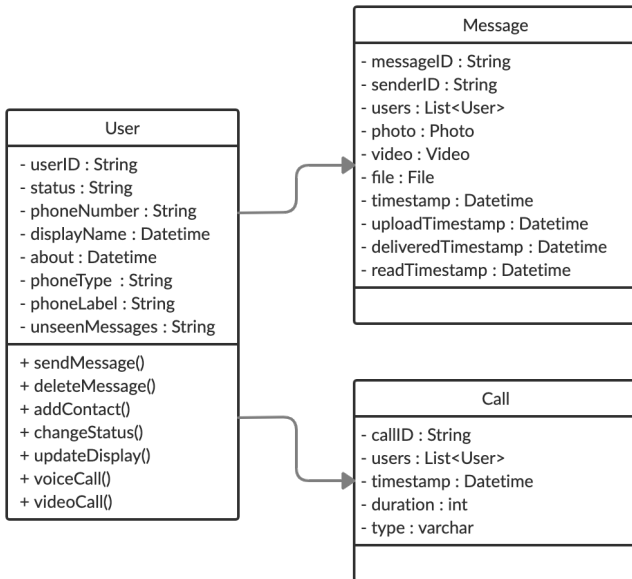 User
- userID : String
- status : String
- phoneNumber : String
- displayName : Datetime
- about : Datetime
- phoneType : String
- phoneLabel : String
- unseenMessages : String
+ sendMessage()
+ deleteMessage()
+ addContact()
+ changeStatus()
+ updateDisplay()
+ voiceCall()
+ videoCall()
Message
- messageID : String
- senderID : String
- users : List<User>
- photo : Photo
- video : Video
- file : File
- timestamp : Datetime
- uploadTimestamp : Datetime
- deliveredTimestamp : Datetime
- readTimestamp : Datetime
Call
- callID : String
- users : List<User>
- timestamp : Datetime
- duration : int
- type : varchar